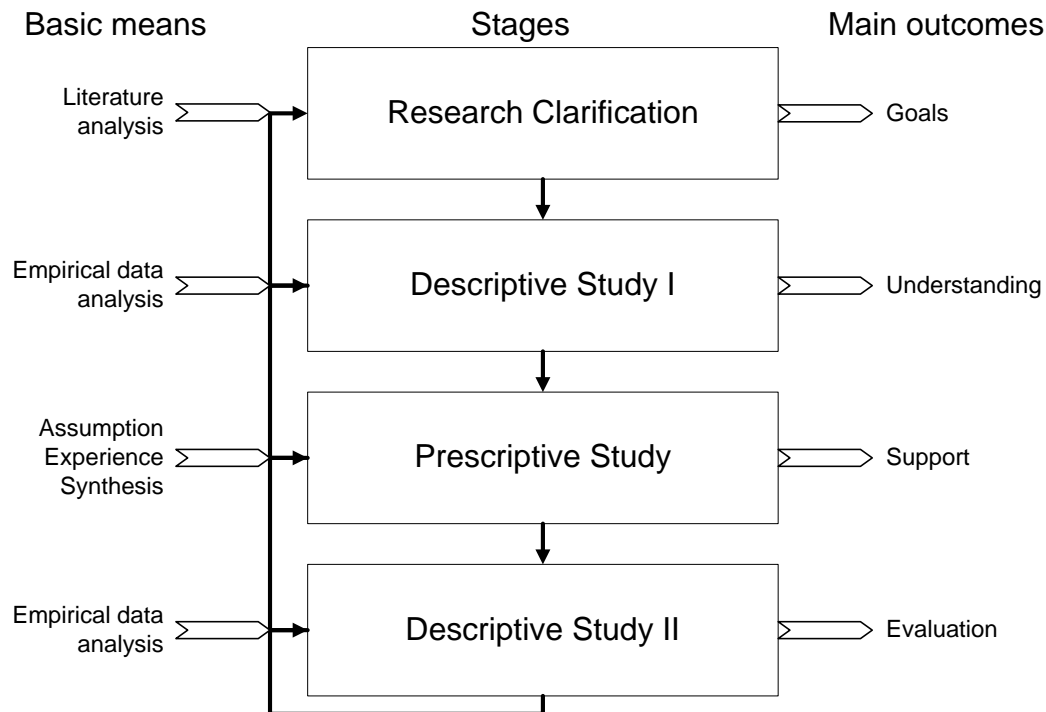 Basic means
Stages
Main outcomes
Literature
analysis
Research Clarification
Goals
Empirical data
analysis
Descriptive Study I
Understanding
Assumption
Experience
Synthesis
Prescriptive Study
Support
Empirical data
analysis
Descriptive Study II
Evaluation